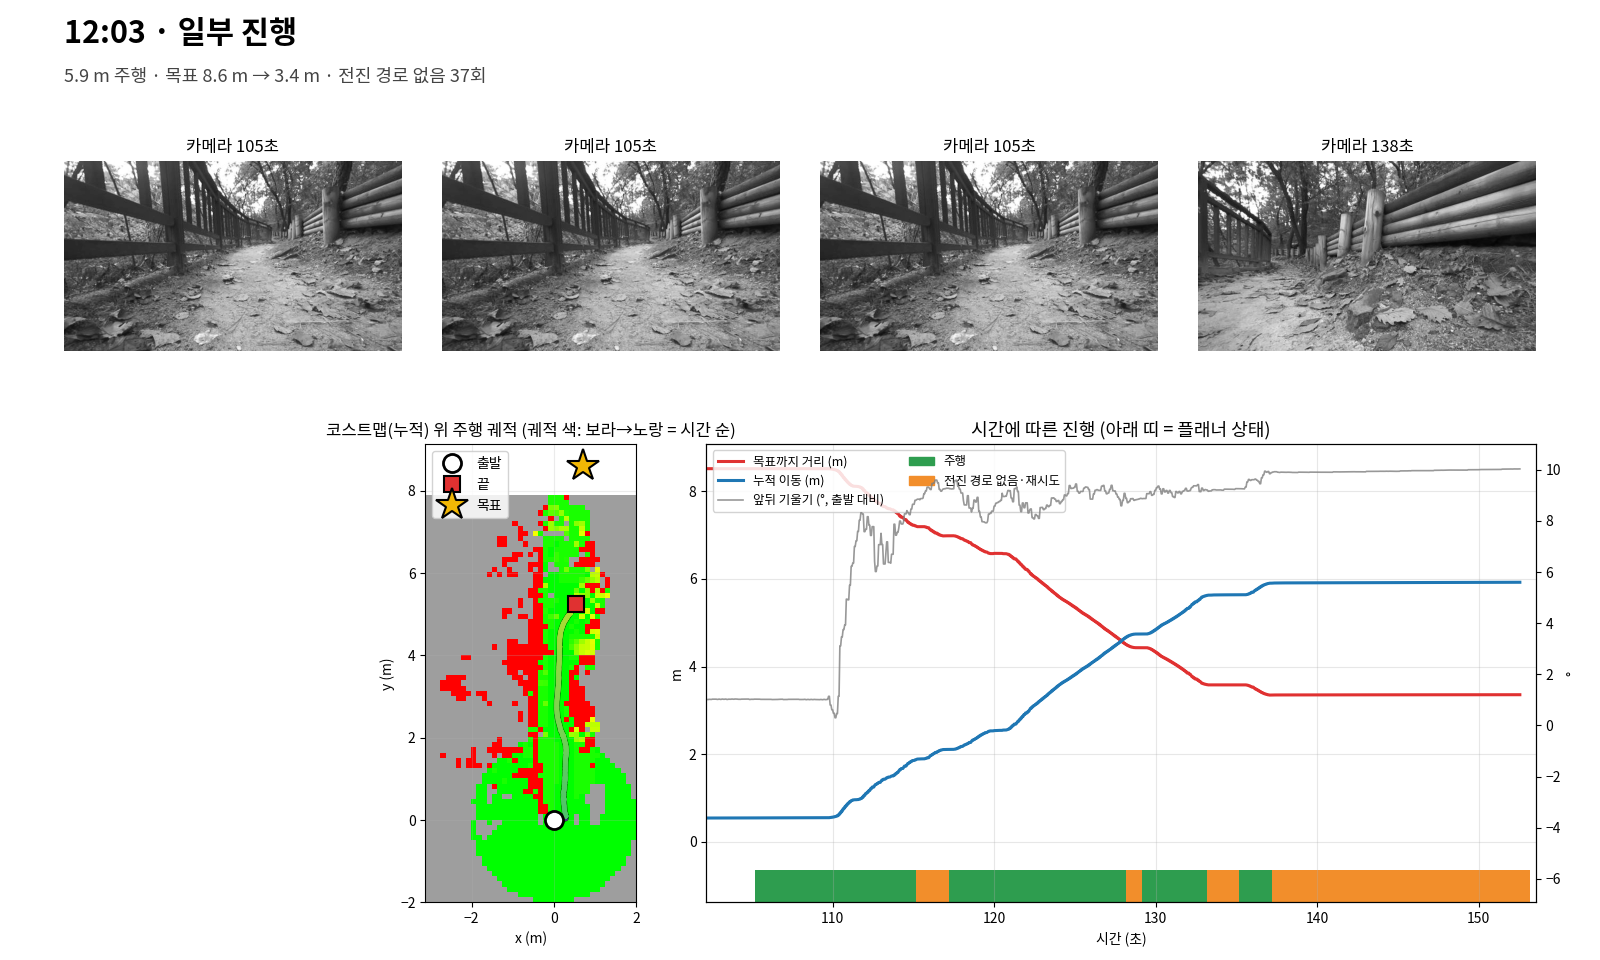 12:03 · 일부 진행
5.9 m 주행 · 목표 8.6 m → 3.4 m · 전진 경로 없음 37회
카메라 105초
카메라 105초
카메라 105초
카메라 138초
코스트맵(누적) 위 주행 궤적 (궤적 색: 보라→노랑 = 시간 순)
출발
끝
목표
8
6
4
2
0
−2
y (m)
−2
0
2
x (m)
시간에 따른 진행 (아래 띠 = 플래너 상태)
목표까지 거리 (m)
누적 이동 (m)
앞뒤 기울기 (°, 출발 대비)
주행
전진 경로 없음·재시도
8
6
4
2
0
m
10
8
6
4
2
0
−2
−4
−6
°
110
120
130
140
150
시간 (초)